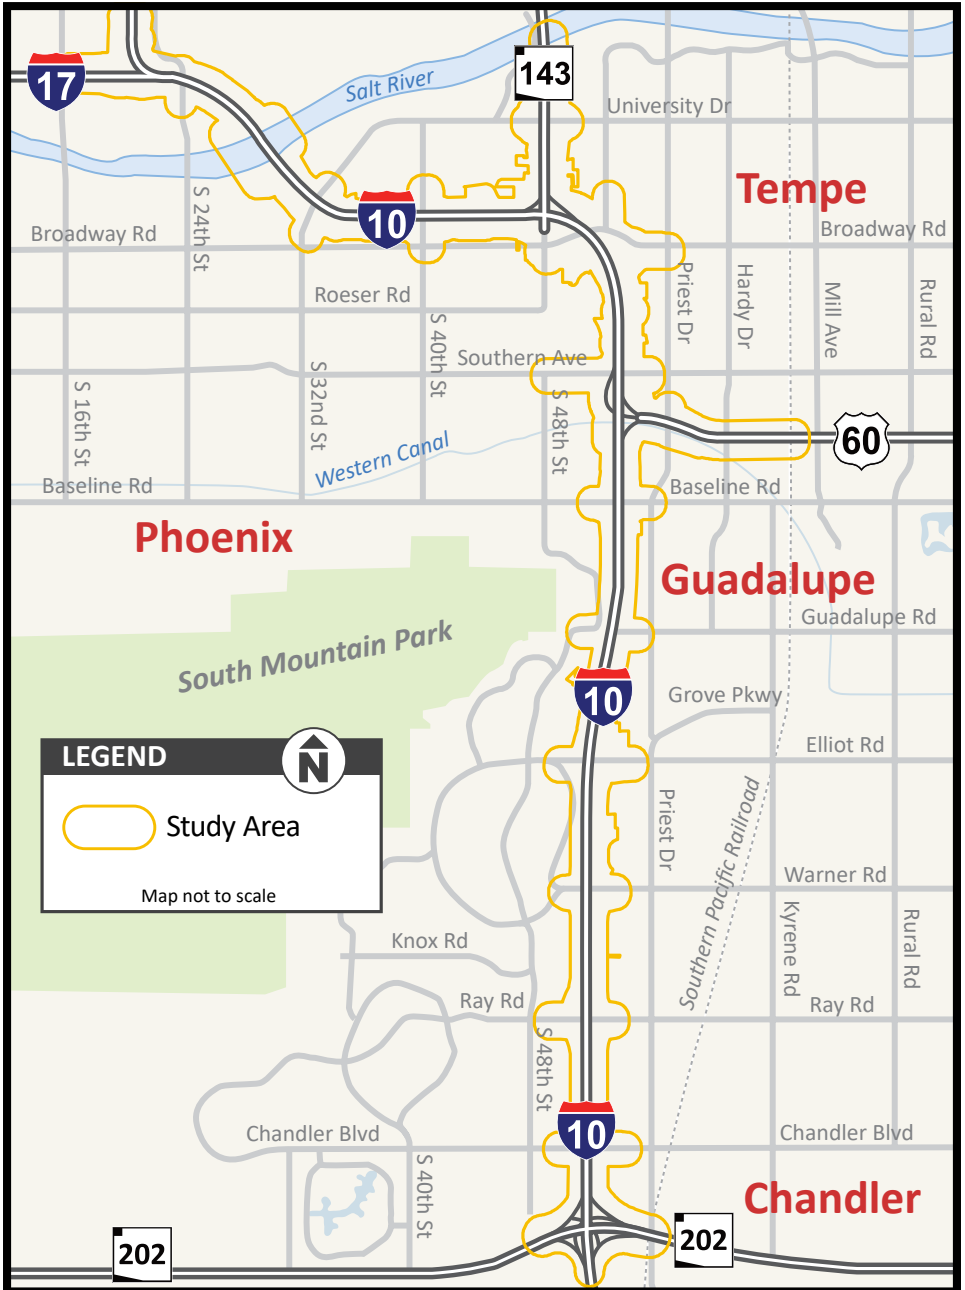 17
143
Salt River
University Dr
Tempe
S 24th St
10
Broadway Rd
Broadway Rd
Priest Dr
Hardy Dr
Mill Ave
Rural Rd
Roeser Rd
S 40th St
Southern Ave
S 32nd St
S 16th St
S 48th St
Western Canal
60
Baseline Rd
Baseline Rd
Phoenix
Guadalupe
Guadalupe Rd
South Mountain Park
10
Grove Pkwy
Elliot Rd
LEGEND
N
Study Area
Map not to scale
Priest Dr
Southern Pacific Railroad
Warner Rd
Kyrene Rd
Rural Rd
Knox Rd
Ray Rd
Ray Rd
S 48th St
10
Chandler Blvd
Chandler Blvd
S 40th St
Chandler
202
202